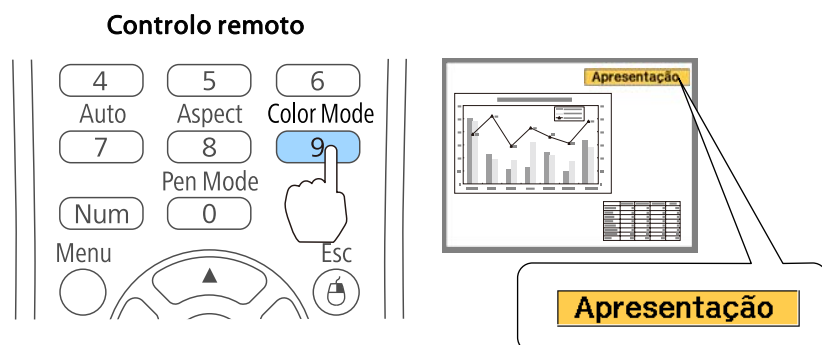 Controlo remoto
4 5 6
Auto Aspect Color Mode
7 8 9
Pen Mode
Num 0
Menu Esc
Apresentação
Apresentação